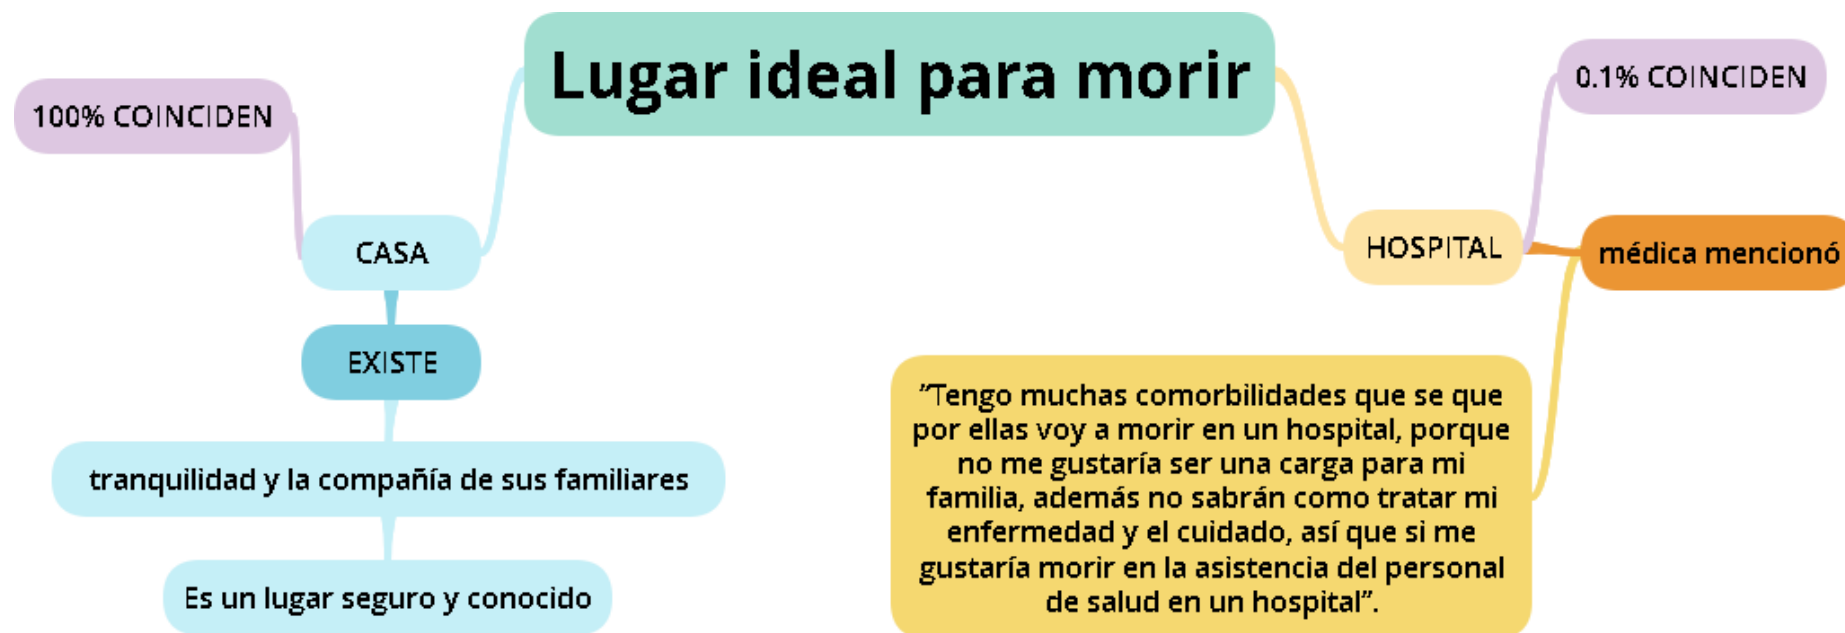 Lugar ideal para morir
100% COINCIDEN
CASA
EXISTE
tranquilidad y la compañía de sus familiares
Es un lugar seguro y conocido
0.1% COINCIDEN
HOSPITAL
médica mencionó
"Tengo muchas comorbilidades que se que
por ellas voy a morir en un hospital, porque
no me gustaría ser una carga para mi
familia, además no sabrán como tratar mi
enfermedad y el cuidado, así que si me
gustaría morir en la asistencia del personal
de salud en un hospital".